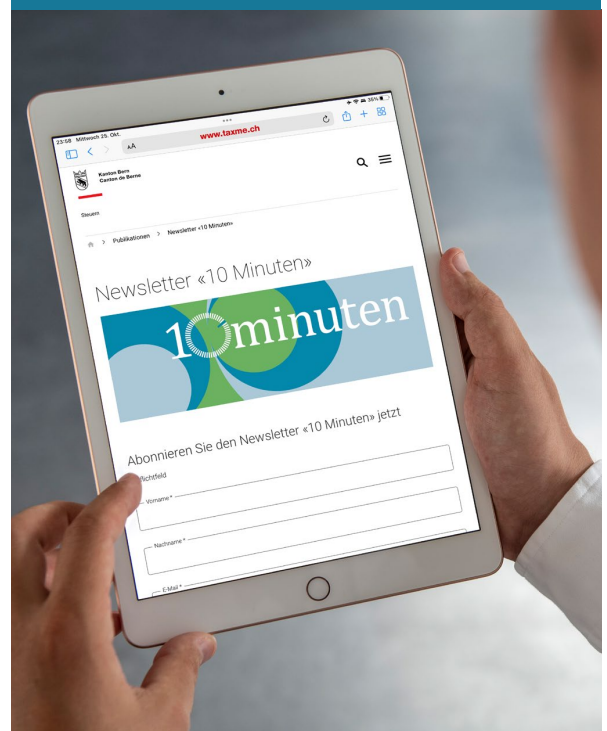 23:58 Mittwoch 25. Okt.
35%
AA
www.taxme.ch
Kanton Bern
Canton de Berne
Steuern
> Publikationen > Newsletter «10 Minuten»
Newsletter «10 Minuten»
10minuten
Abonnieren Sie den Newsletter «10 Minuten» jetzt
flichtfeld
Vorname *
Nachname *
E-Mail *